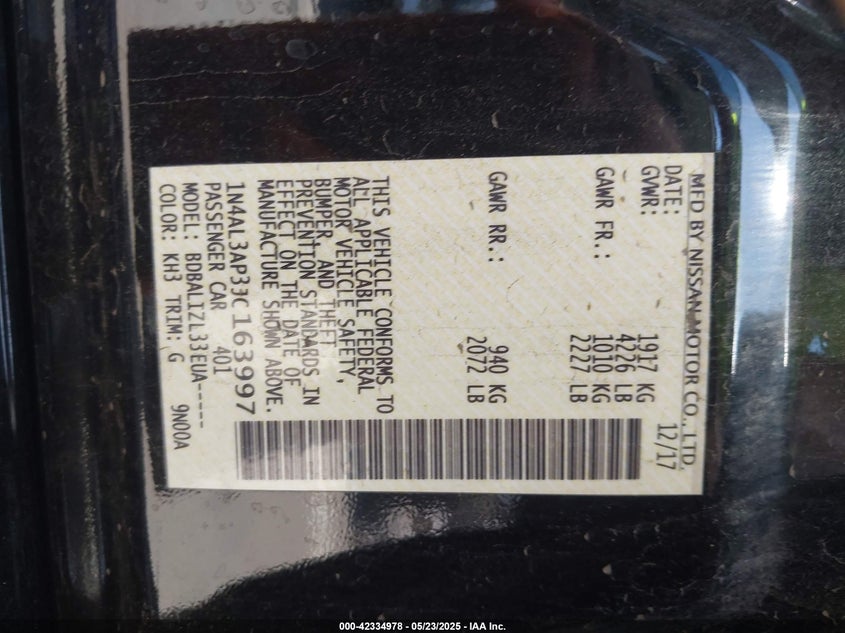 MFD BY NISSAN MOTOR CO., LTD.
DATE: 12/17
GVWR: 1917 KG
4226 LB
GAWR FR.: 1010 KG
2227 LB
GAWR RR.: 940 KG
2072 LB
THIS VEHICLE CONFORMS TO
ALL APPLICABLE FEDERAL
MOTOR VEHICLE SAFETY,
BUMPER, AND THEFT
PREVENTION STANDARDS IN
EFFECT ON THE DATE OF
MANUFACTURE SHOWN ABOVE.
1N4AL3AP33C163997
PASSENGER CAR 401
MODEL: BDBALIZL33EUA-----
COLOR: KH3 TRIM: G 9N00A
000-42334978 - 05/23/2025 - IAA Inc.